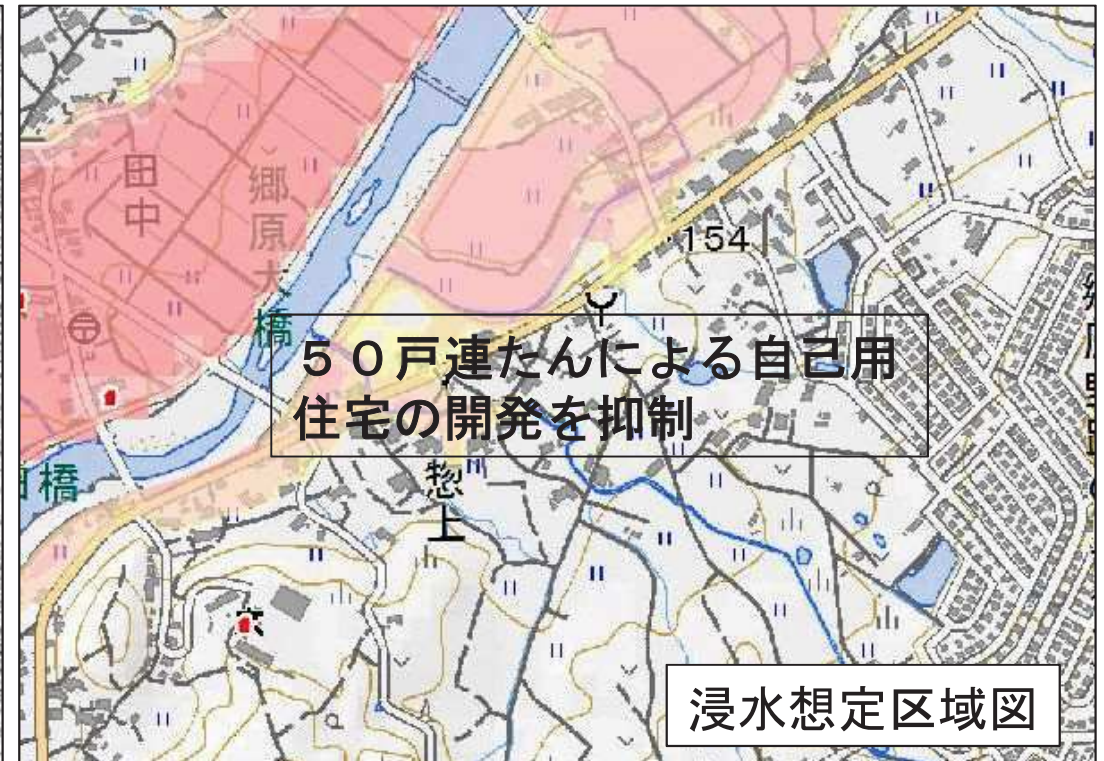 田中
郷原大橋
154
５０戸連たんによる自己用
住宅の開発を抑制
橋
惣上
浸水想定区域図